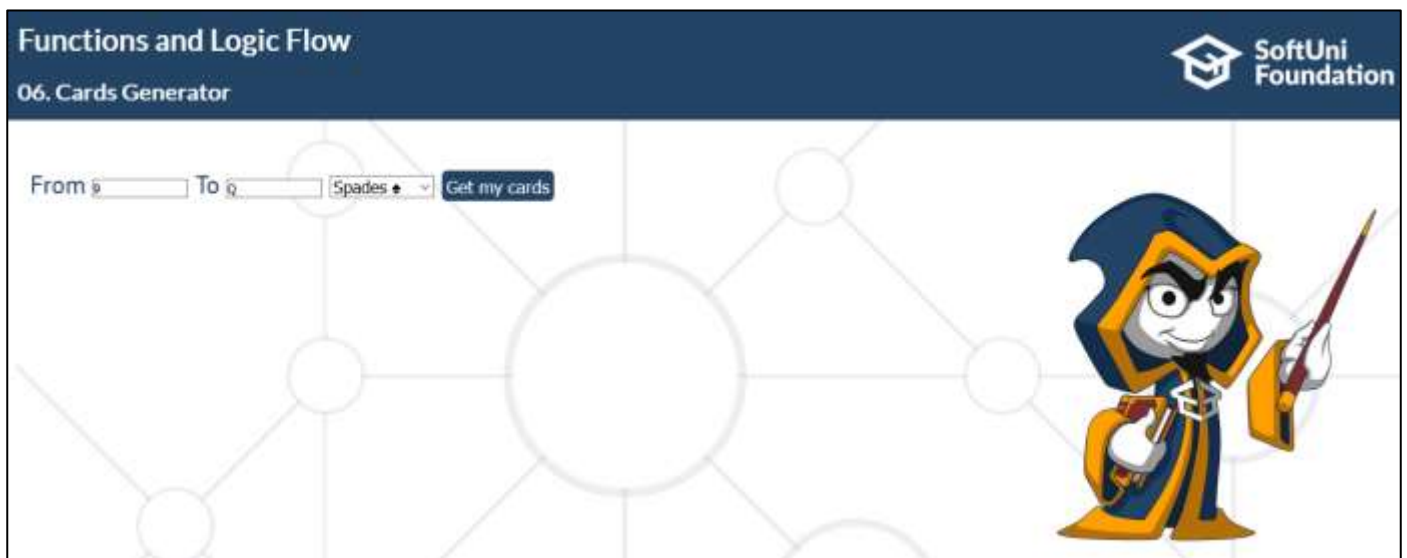 Functions and Logic Flow
06. Cards Generator
SoftUni
Foundation
From 9 To Q Spades ♠ Get my cards